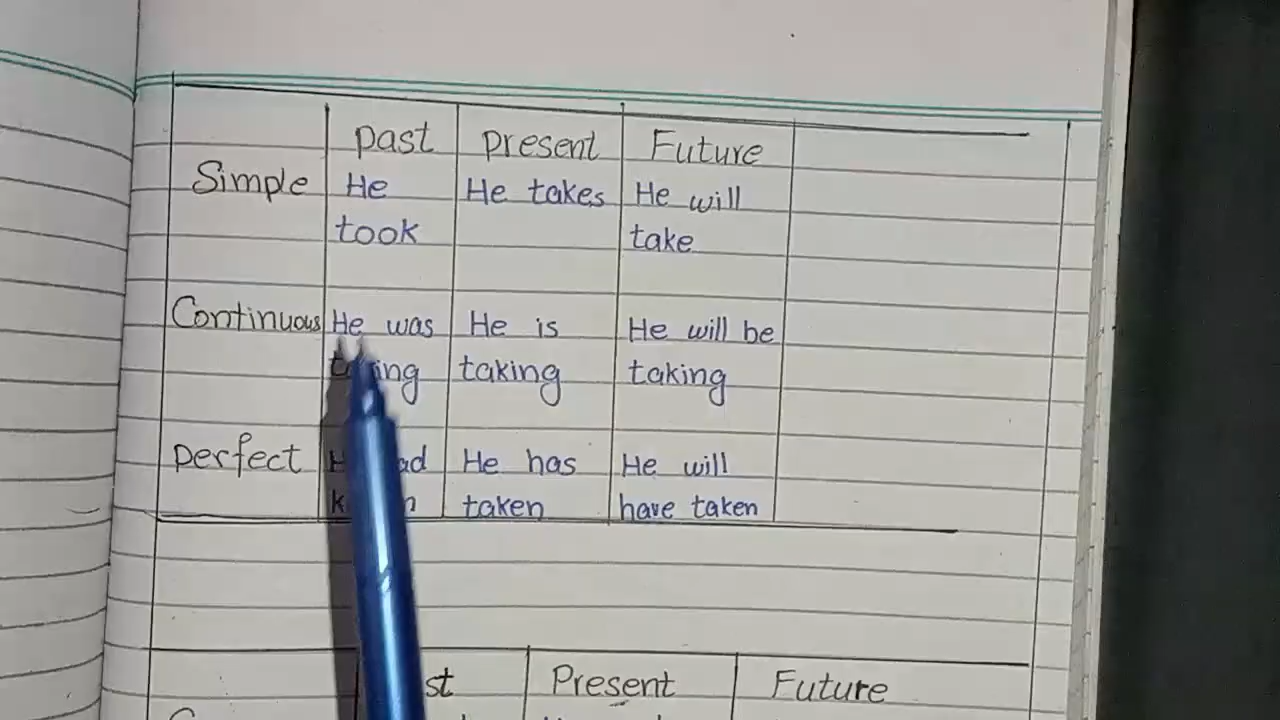 past present Future
Simple He He takes He will
took take
Continuous He was He is He will be
taking taking
perfect He has He will
taken have taken
Present Future